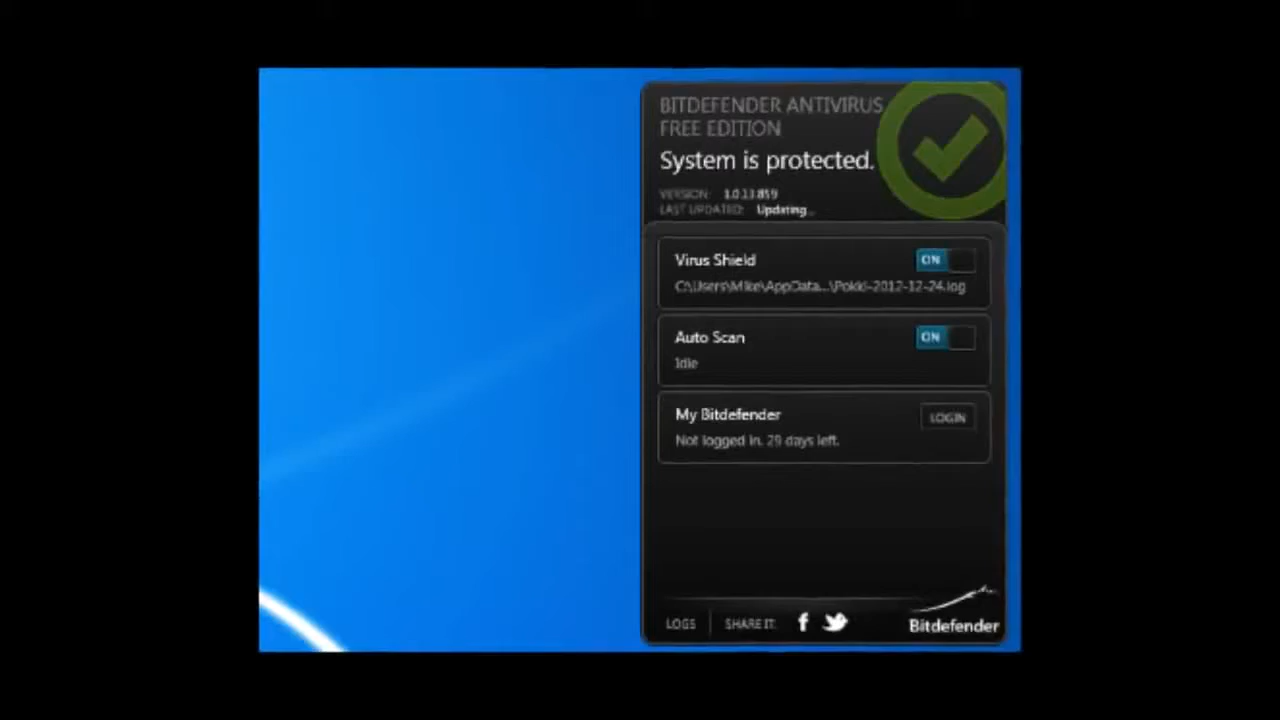 BITDEFENDER ANTIVIRUS
FREE EDITION
System is protected.
VERSION: 1.0.13.859
LAST UPDATED: Updating...
Virus Shield
ON
C:\Users\Mike\AppData...\Pokki-2012-12-24.log
Auto Scan
ON
Idle
My Bitdefender
LOGIN
Not logged in. 29 days left.
LOGS
SHARE IT:
Bitdefender